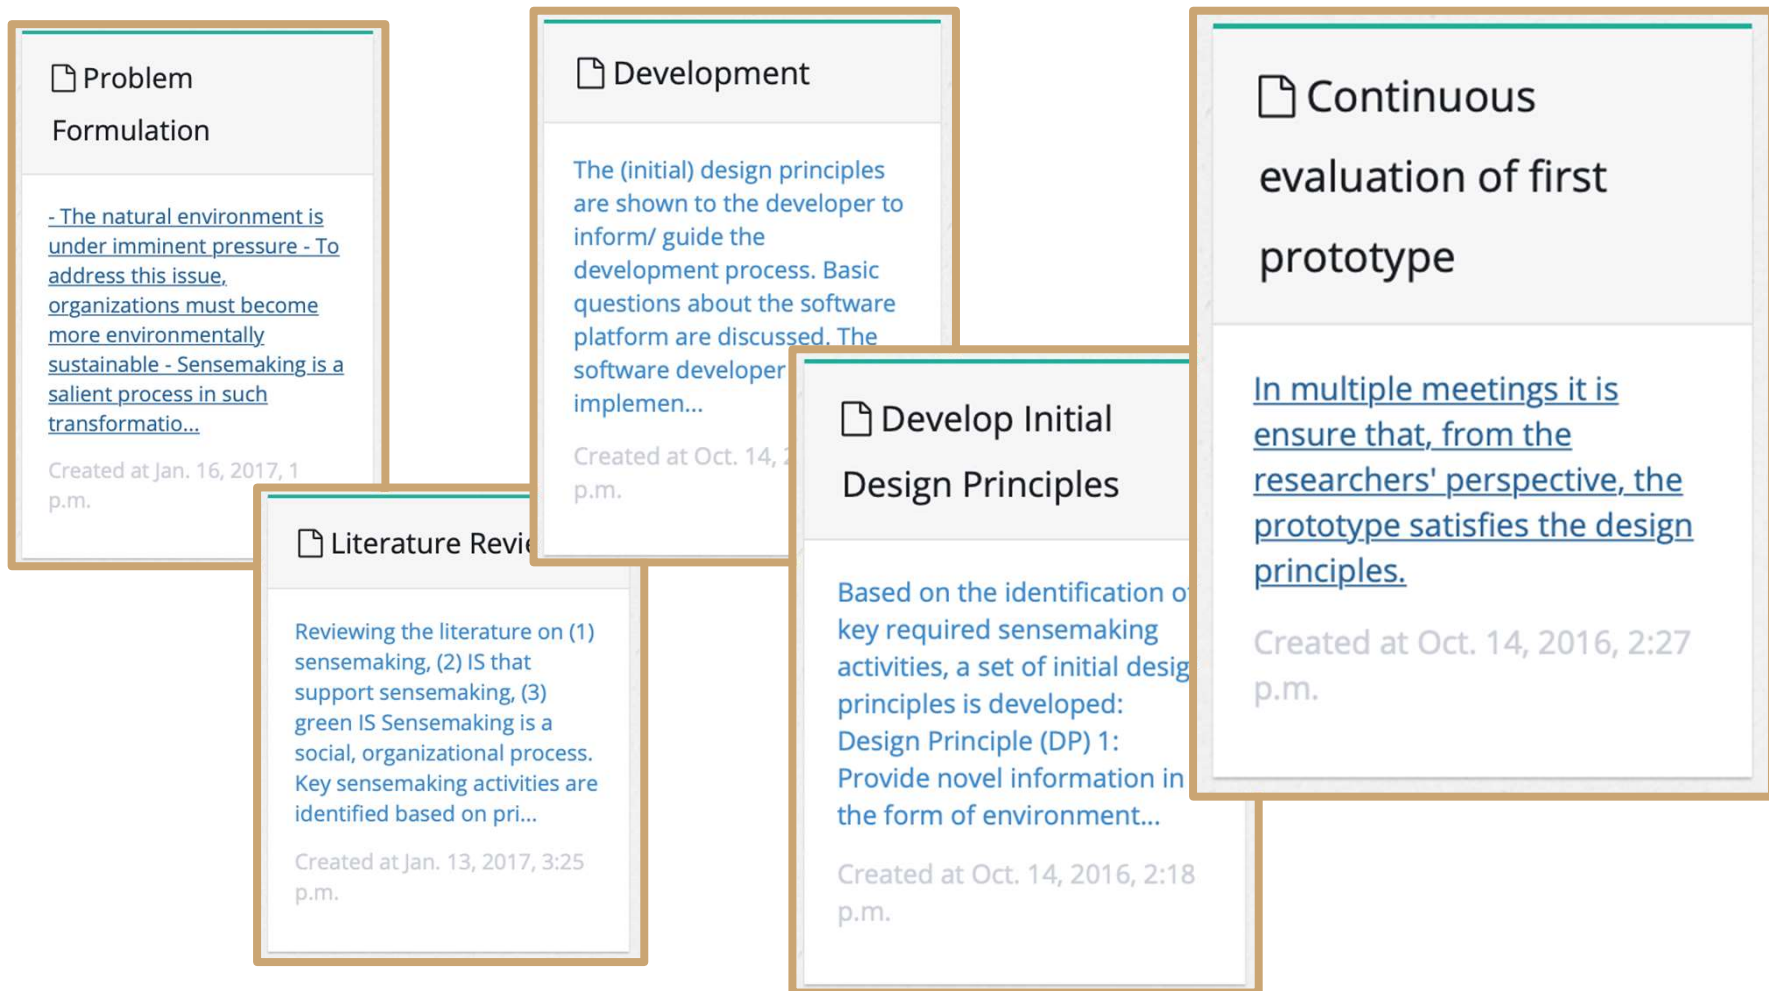 Problem
Formulation
- The natural environment is
under imminent pressure - To
address this issue,
organizations must become
more environmentally
sustainable - Sensemaking is a
salient process in such
transformatio...
Created at Jan. 16, 2017, 1
p.m.
Literature
Reviewing the literature on (1)
sensemaking, (2) IS that
support sensemaking, (3)
green IS Sensemaking is a
social, organizational process.
Key sensemaking activities are
identified based on pri...
Created at Jan. 13, 2017, 3:25
p.m.
Development
The (initial) design principles
are shown to the developer to
inform/ guide the
development process. Basic
questions about the software
platform are discussed. The
software developer
implemen...
Created at Oct. 14,
p.m.
Develop Initial
Design Principles
Based on the identification
key required sensemaking
activities, a set of initial
principles is developed:
Design Principle (DP) 1:
Provide novel information in
the form of environment...
Created at Oct. 14, 2016, 2:18
p.m.
Continuous
evaluation of first
prototype
In multiple meetings it is
ensure that, from the
researchers' perspective, the
prototype satisfies the design
principles.
Created at Oct. 14, 2016, 2:27
p.m.